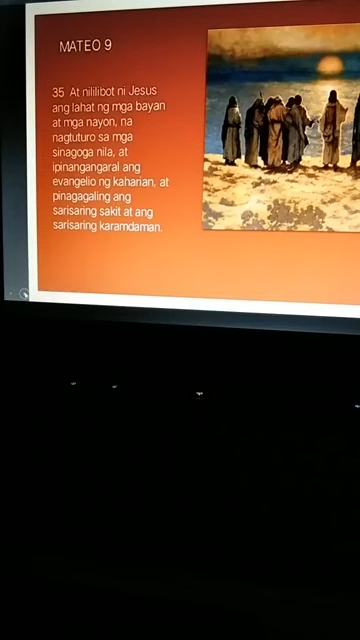 MATEO 9
35 At nililibot ni Jesus
ang lahat ng mga bayan
at mga nayon, na
nagtuturo sa mga
sinagoga nila, at
ipinangangaral ang
evangelio ng kaharian, at
pinagagaling ang
sarisaring sakit at ang
sarisaring karamdaman.